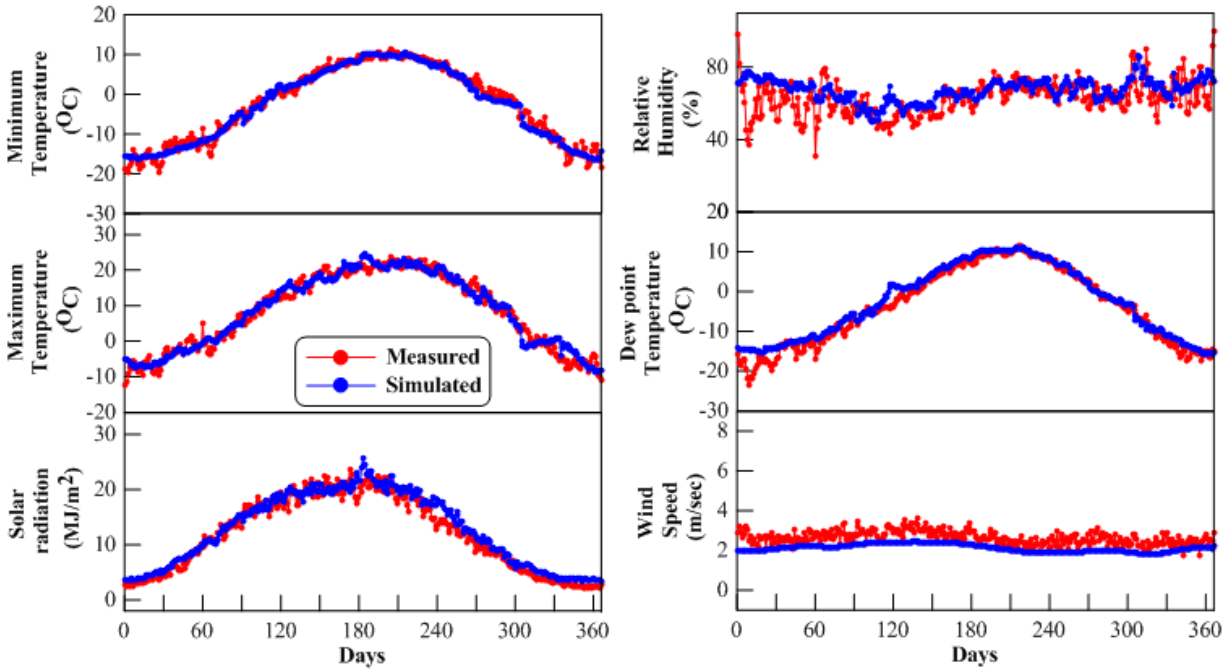 Minimum
Temperature
(OC)
20
10
0
-10
-20
-30
Maximum
Temperature
(OC)
30
20
10
0
-10
-20
Measured
Simulated
Solar
radiation
(MJ/m²)
30
20
10
0
0 60 120 180 240 300 360
Days
Relative
Humidity
(%)
80
40
Dew point
Temperature
(OC)
20
10
0
-10
-20
-30
Wind
Speed
(m/sec)
8
6
4
2
0
0 60 120 180 240 300 360
Days